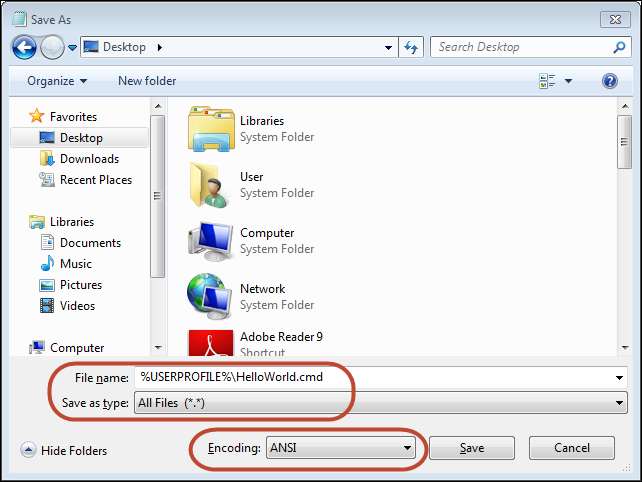 Save As
Desktop
Search Desktop
Organize
New folder
Favorites
Desktop
Downloads
Recent Places
Libraries
Documents
Music
Pictures
Videos
Computer
Libraries
System Folder
User
System Folder
Computer
System Folder
Network
System Folder
Adobe Reader 9
Shortcut
File name: %USERPROFILE%\HelloWorld.cmd
Save as type: All Files (*.*)
Hide Folders
Encoding: ANSI
Save
Cancel